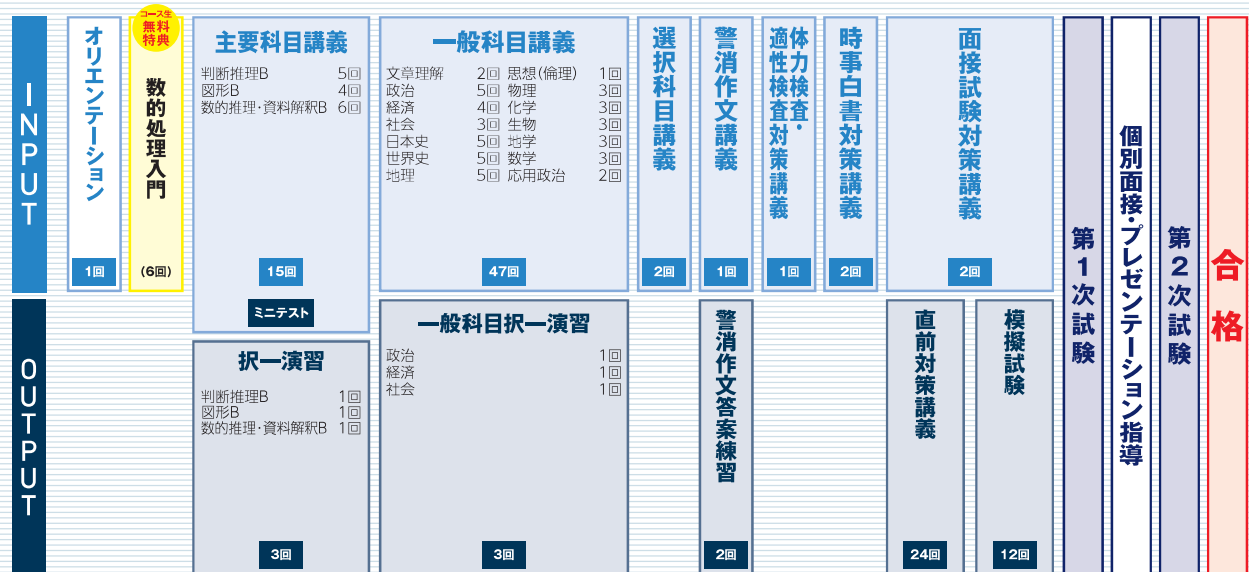 INPUT
オリエンテーション
1回
コース生
無料
特典
数的処理入門
(6回)
主要科目講義
判断推理B 5回
図形B 4回
数的推理・資料解釈B 6回
15回
ミニテスト
一般科目講義
文章理解 2回 思想(倫理) 1回
政治 5回 物理 3回
経済 4回 化学 3回
社会 3回 生物 3回
日本史 5回 地学 3回
世界史 5回 数学 3回
地理 5回 応用政治 2回
47回
選択科目講義
2回
警消作文講義
1回
体力検査・
適性検査対策講義
1回
時事白書対策講義
2回
面接試験対策講義
2回
OUTPUT
択一演習
判断推理B 1回
図形B 1回
数的推理・資料解釈B 1回
3回
一般科目択一演習
政治 1回
経済 1回
社会 1回
3回
警消作文答案練習
2回
直前対策講義
24回
模擬試験
12回
第1次試験
個別面接・プレゼンテーション指導
第2次試験
合格